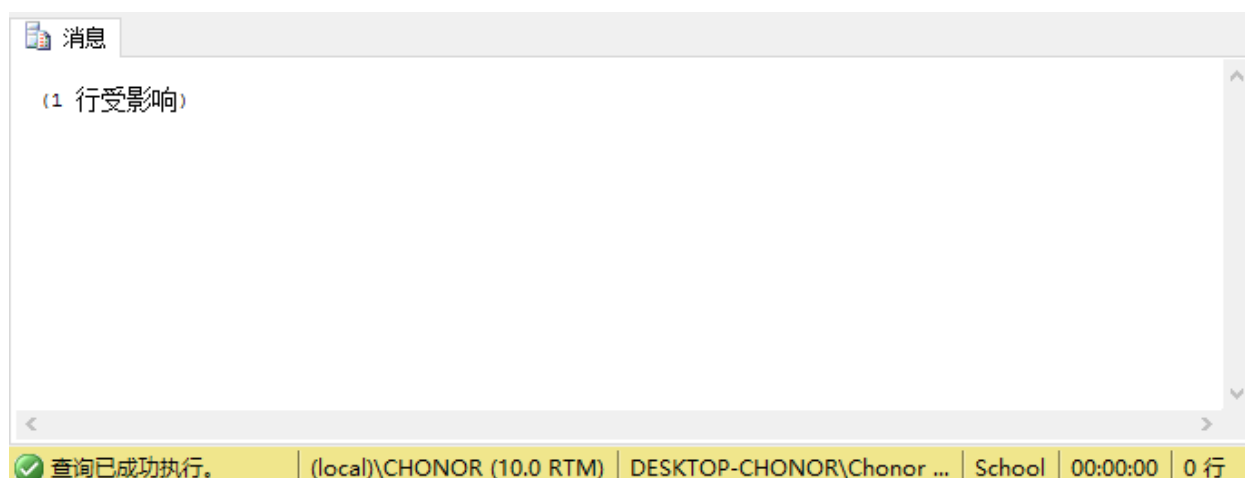 消息
(1 行受影响)
查询已成功执行。 (local)\CHONOR (10.0 RTM) DESKTOP-CHONOR\Chonor ... School 00:00:00 0 行